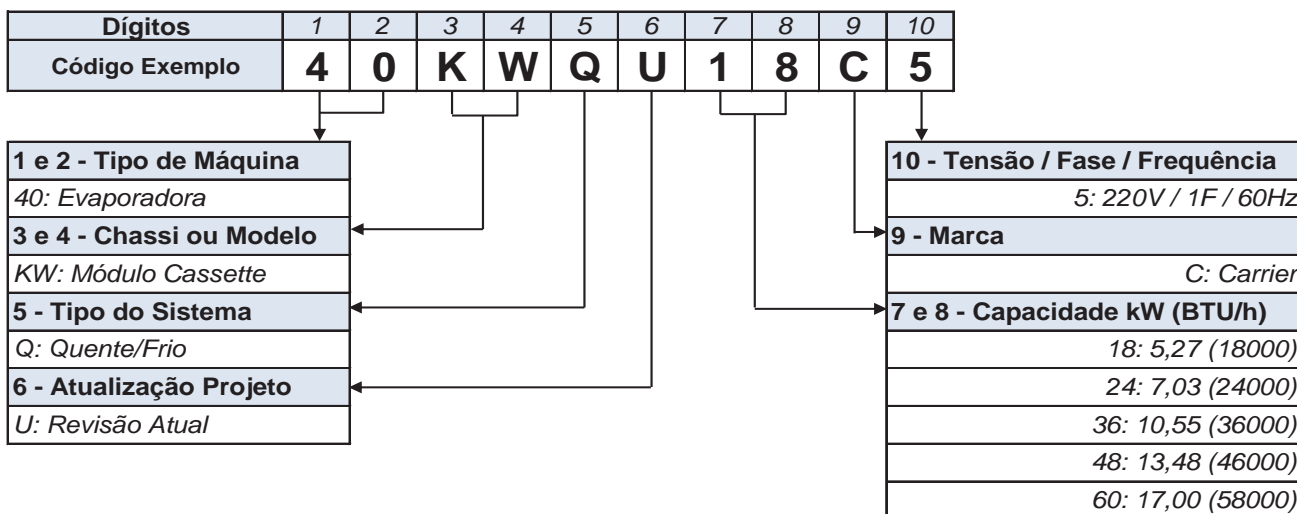 Dígitos 1 2 3 4 5 6 7 8 9 10
Código Exemplo 4 0 K W Q U 1 8 C 5
1 e 2 - Tipo de Máquina
40: Evaporadora
3 e 4 - Chassi ou Modelo
KW: Módulo Cassette
5 - Tipo do Sistema
Q: Quente/Frio
6 - Atualização Projeto
U: Revisão Atual
10 - Tensão / Fase / Frequência
5: 220V / 1F / 60Hz
9 - Marca
C: Carrier
7 e 8 - Capacidade kW (BTU/h)
18: 5,27 (18000)
24: 7,03 (24000)
36: 10,55 (36000)
48: 13,48 (46000)
60: 17,00 (58000)